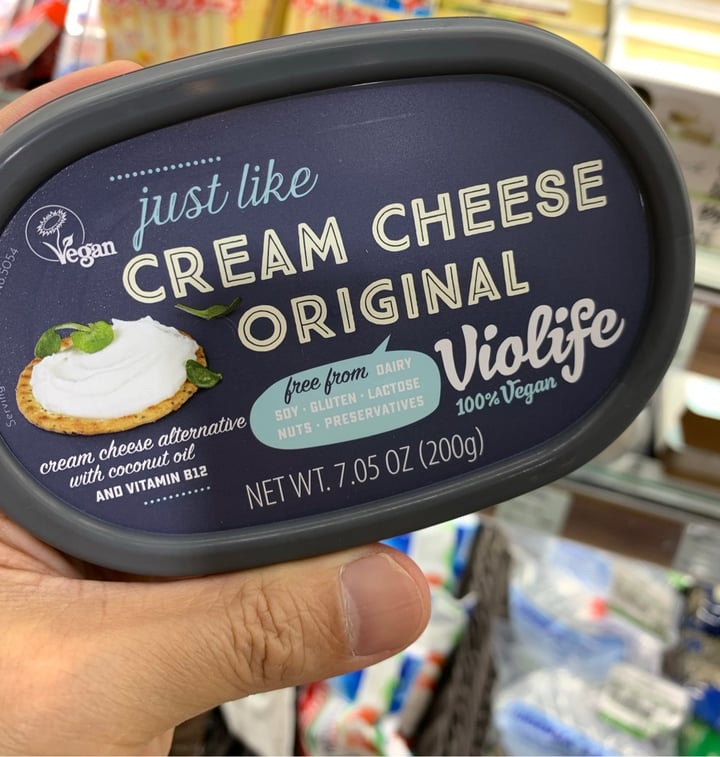 just like
CREAM CHEESE
ORIGINAL
Vegan
free from DAIRY
SOY · GLUTEN · LACTOSE
NUTS · PRESERVATIVES
Violife
100% Vegan
cream cheese alternative
with coconut oil
AND VITAMIN B12
NET WT. 7.05 OZ (200g)
Serving